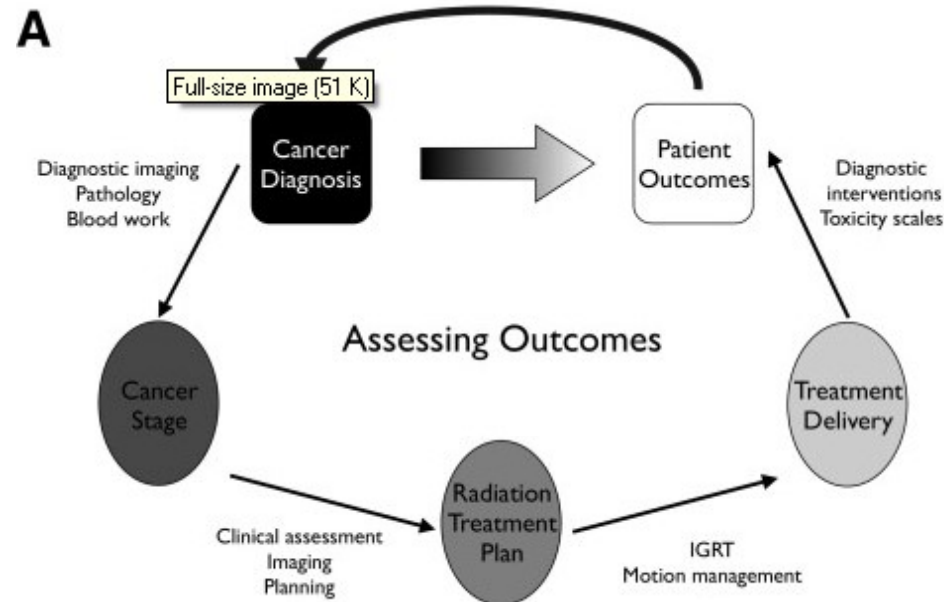 A
Full-size image (51 K)
Cancer
Diagnosis
Patient
Outcomes
Diagnostic imaging
Pathology
Blood work
Diagnostic
interventions
Toxicity scales
Assessing Outcomes
Cancer
Stage
Treatment
Delivery
Radiation
Treatment
Plan
Clinical assessment
Imaging
Planning
IGRT
Motion management